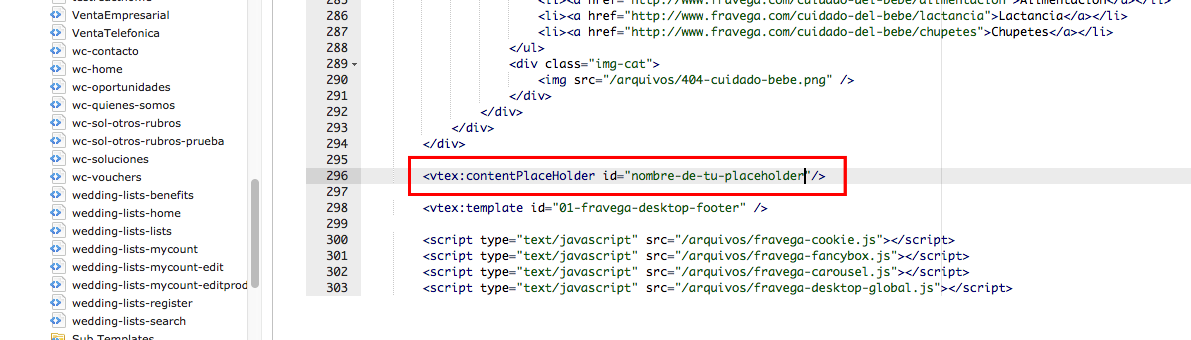 VentaEmpresarial
VentaTelefonica
wc-contacto
wc-home
wc-oportunidades
wc-quienes-somos
wc-sol-otros-rubros
wc-sol-otros-rubros-prueba
wc-soluciones
wc-vouchers
wedding-lists-benefits
wedding-lists-home
wedding-lists-lists
wedding-lists-mycount
wedding-lists-mycount-edit
wedding-lists-mycount-editprod
wedding-lists-register
wedding-lists-search
Sub Templates
285 <li><a href="http://www.fravega.com/cuidado-del-bebe/alimentacion">Alimentacion</a></li>
286 <li><a href="http://www.fravega.com/cuidado-del-bebe/lactancia">Lactancia</a></li>
287 <li><a href="http://www.fravega.com/cuidado-del-bebe/chupetes">Chupetes</a></li>
288 </ul>
289 <div class="img-cat">
290 <img src="/arquivos/404-cuidado-bebe.png" />
291 </div>
292 </div>
293 </div>
294 </div>
295
296 <vtex:contentPlaceHolder id="nombre-de-tu-placeholder"/>
297
298 <vtex:template id="01-fravega-desktop-footer" />
299
300 <script type="text/javascript" src="/arquivos/fravega-cookie.js"></script>
301 <script type="text/javascript" src="/arquivos/fravega-fancybox.js"></script>
302 <script type="text/javascript" src="/arquivos/fravega-carousel.js"></script>
303 <script type="text/javascript" src="/arquivos/fravega-desktop-global.js"></script>